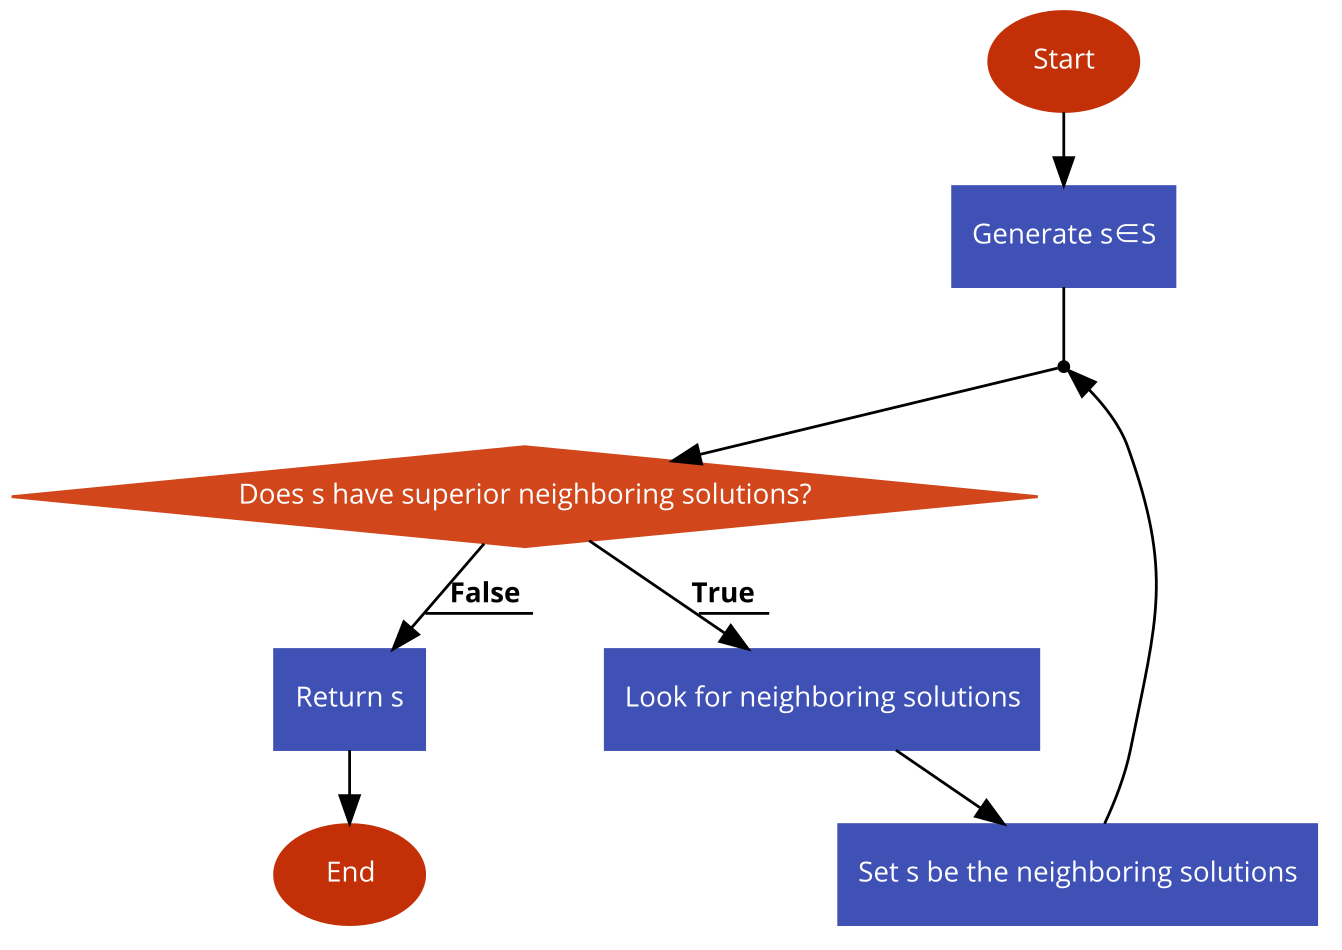 Start
Generate s∈S
Does s have superior neighboring solutions?
False
True
Return s
Look for neighboring solutions
End
Set s be the neighboring solutions